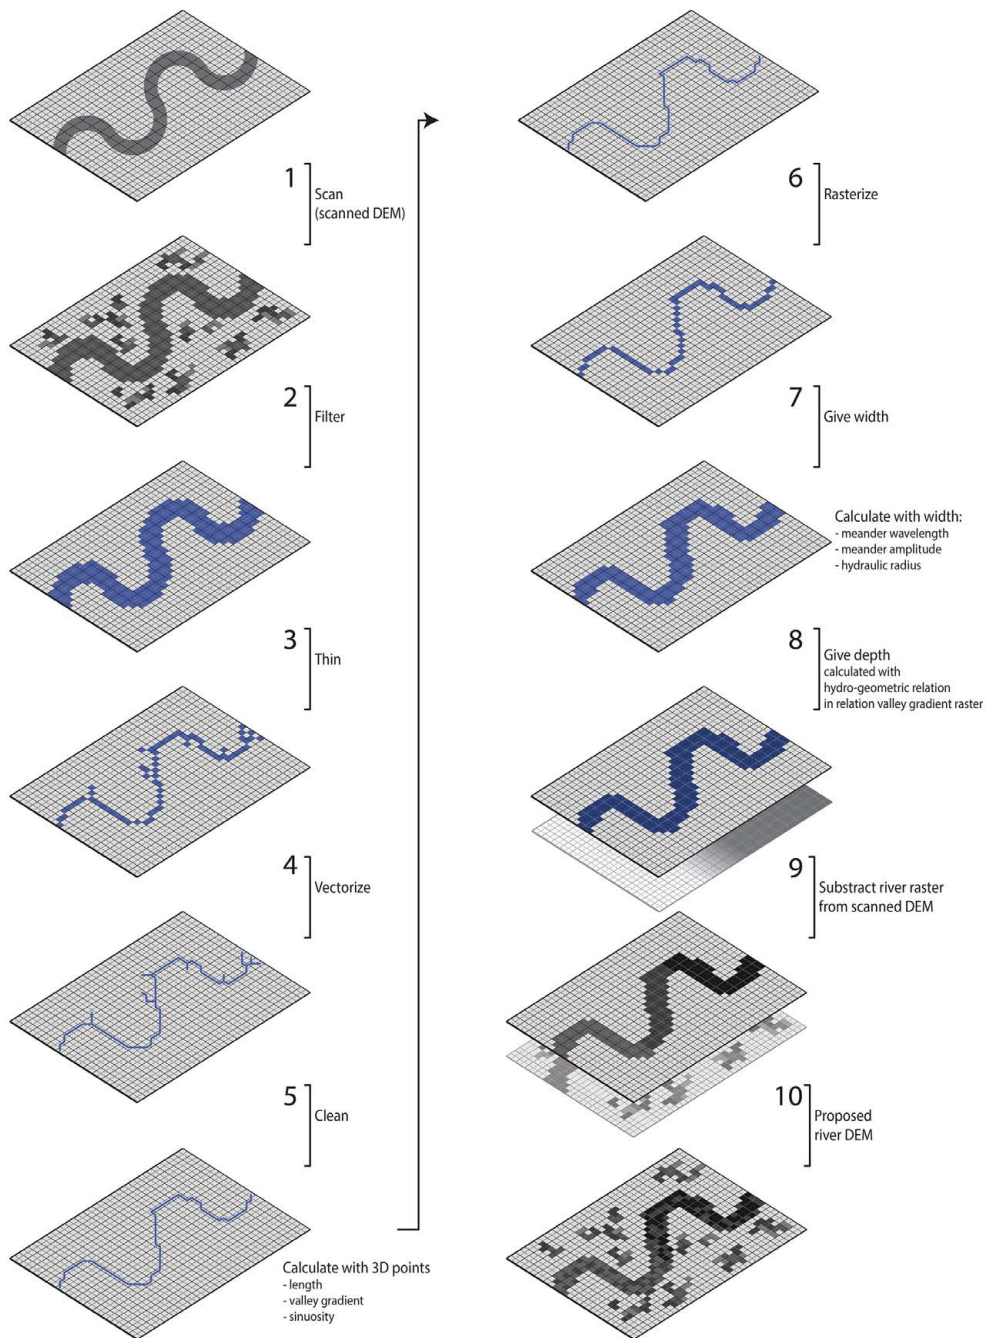 1
Scan
(scanned DEM)
2
Filter
3
Thin
4
Vectorize
5
Clean
Calculate with 3D points
- length
- valley gradient
- sinuosity
6
Rasterize
7
Give width
Calculate with width:
- meander wavelength
- meander amplitude
- hydraulic radius
8
Give depth
calculated with
hydro-geometric relation
in relation valley gradient raster
9
Substract river raster
from scanned DEM
10
Proposed
river DEM